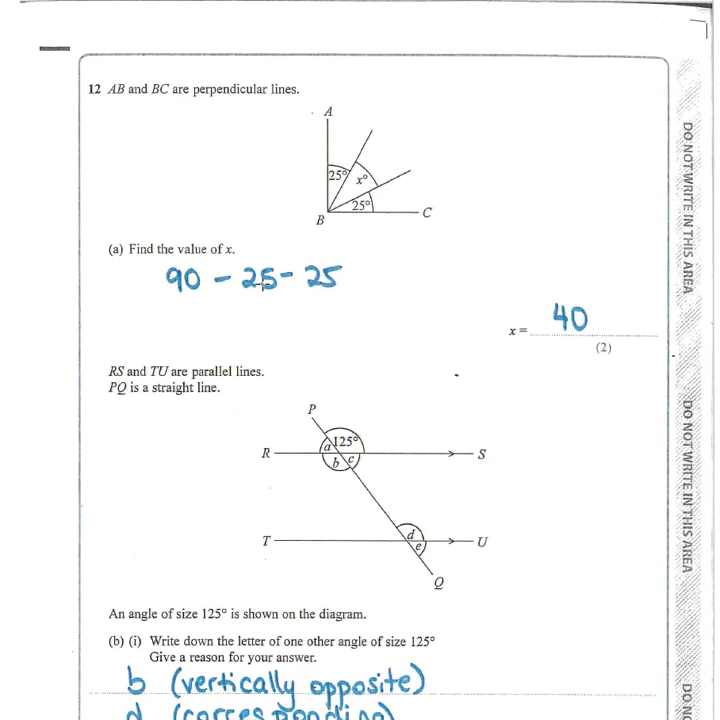 12 AB and BC are perpendicular lines.
A
25° x°
25°
B C
(a) Find the value of x.
90 - 25 - 25
x = 40
(2)
RS and TU are parallel lines.
PQ is a straight line.
P
a 125°
R S
b c
d
T U
e
Q
An angle of size 125° is shown on the diagram.
(b) (i) Write down the letter of one other angle of size 125°
Give a reason for your answer.
b (vertically opposite)
d (corresponding)
DO NOT WRITE IN THIS AREA
DO NOT WRITE IN THIS AREA
DO NO